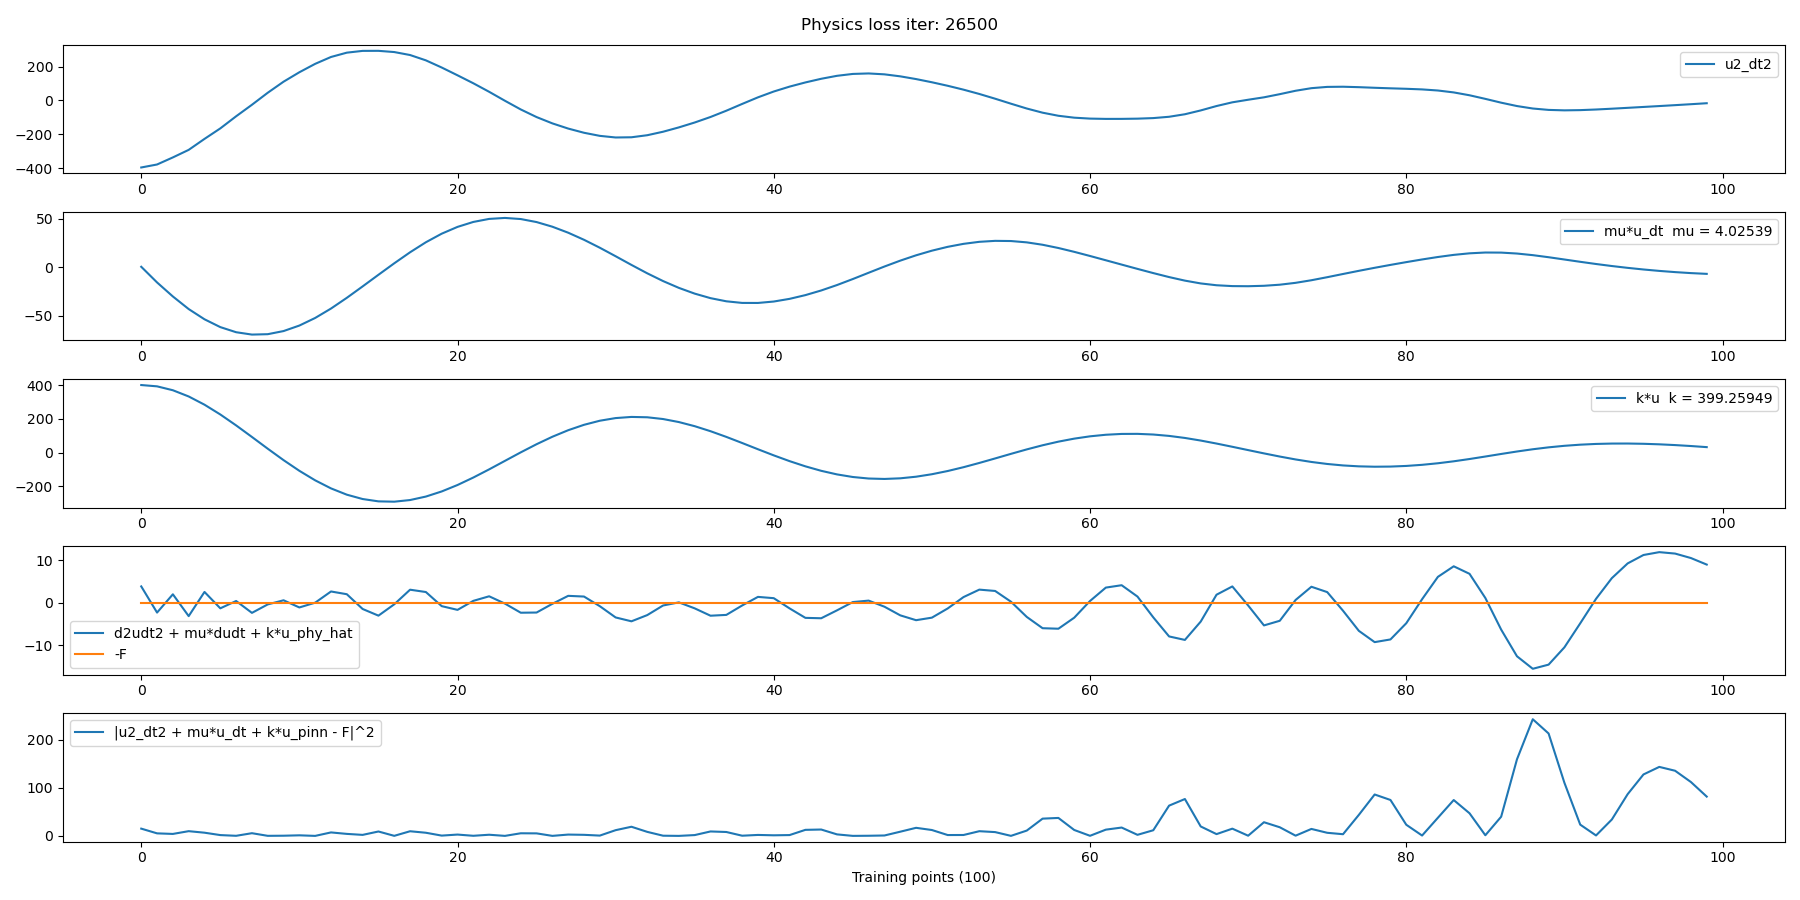 Physics loss iter: 26500
200
0
−200
−400
u2_dt2
0 20 40 60 80 100
50
0
−50
mu*u_dt  mu = 4.02539
0 20 40 60 80 100
400
200
0
−200
k*u  k = 399.25949
0 20 40 60 80 100
10
0
−10
d2udt2 + mu*dudt + k*u_phy_hat
-F
0 20 40 60 80 100
200
100
0
|u2_dt2 + mu*u_dt + k*u_pinn - F|^2
0 20 40 60 80 100
Training points (100)